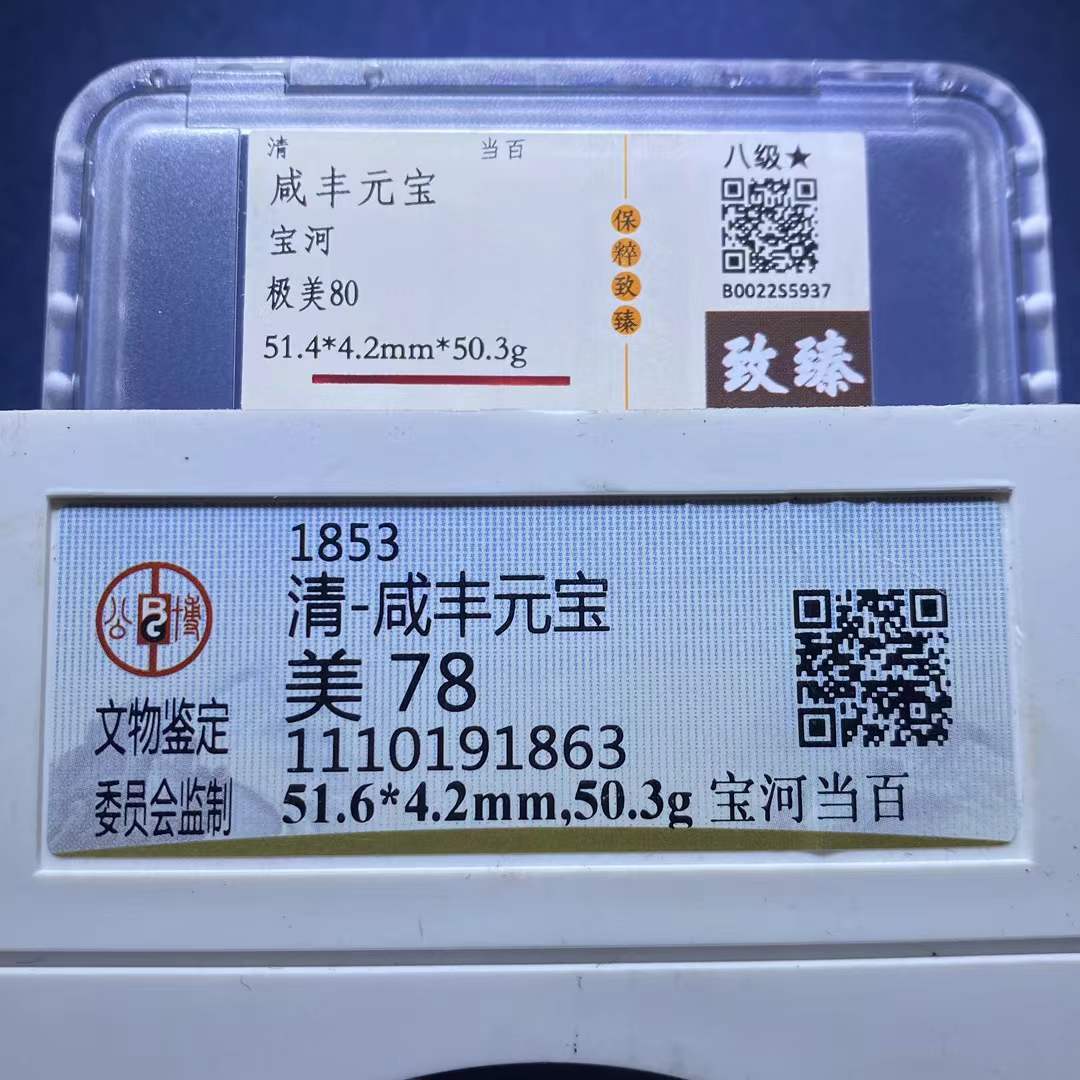 清 当百
咸丰元宝
宝河
极美80
51.4*4.2mm*50.3g
保粹致臻
八级★
B0022S5937
致臻
1853
清-咸丰元宝
美 78
1110191863
51.6*4.2mm,50.3g 宝河当百
公博
文物鉴定
委员会监制